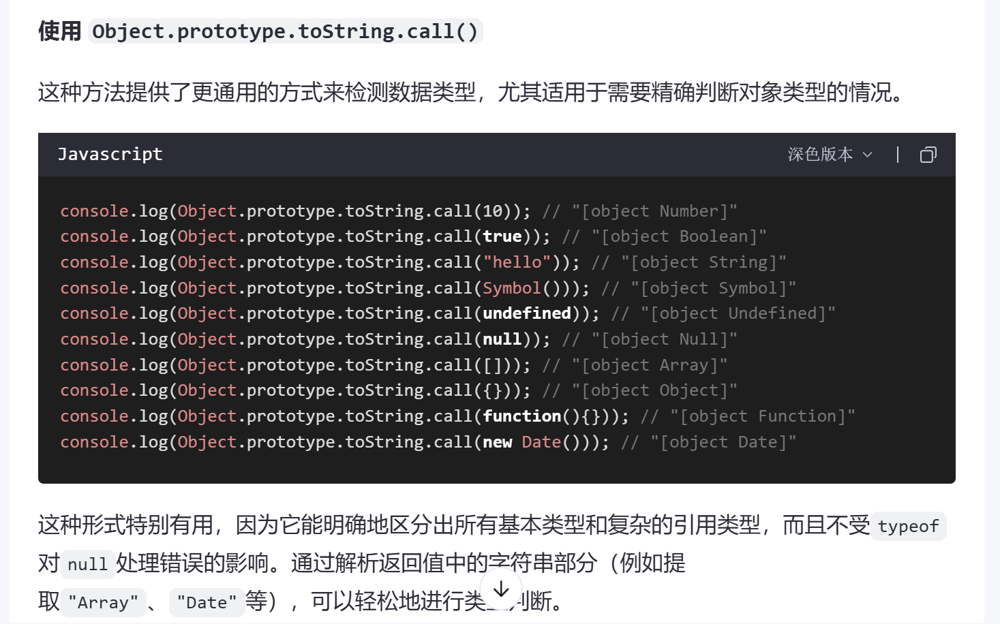 使用 Object.prototype.toString.call()
这种方法提供了更通用的方式来检测数据类型，尤其适用于需要精确判断对象类型的情况。
Javascript 深色版本
console.log(Object.prototype.toString.call(10)); // "[object Number]"
console.log(Object.prototype.toString.call(true)); // "[object Boolean]"
console.log(Object.prototype.toString.call("hello")); // "[object String]"
console.log(Object.prototype.toString.call(Symbol())); // "[object Symbol]"
console.log(Object.prototype.toString.call(undefined)); // "[object Undefined]"
console.log(Object.prototype.toString.call(null)); // "[object Null]"
console.log(Object.prototype.toString.call([])); // "[object Array]"
console.log(Object.prototype.toString.call({})); // "[object Object]"
console.log(Object.prototype.toString.call(function(){})); // "[object Function]"
console.log(Object.prototype.toString.call(new Date())); // "[object Date]"
这种形式特别有用，因为它能明确地区分出所有基本类型和复杂的引用类型，而且不受 typeof
对 null 处理错误的影响。通过解析返回值中的字符串部分（例如提
取 "Array" 、 "Date" 等），可以轻松地进行类型判断。